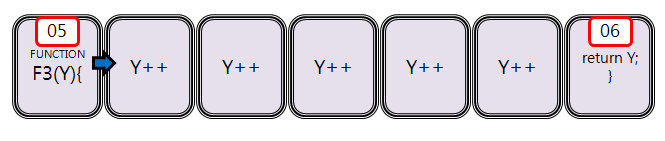 05
FUNCTION
F3(Y){
Y++
Y++
Y++
Y++
Y++
06
return Y;
}